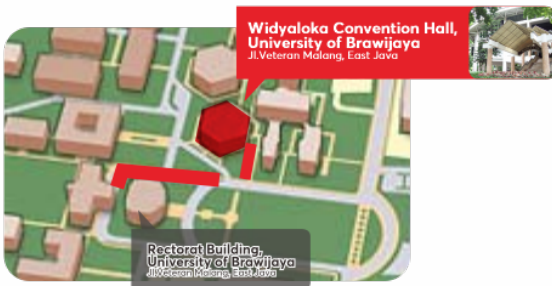 Widyaloka Convention Hall,
University of Brawijaya
Jl.Veteran Malang, East Java
Rectorat Building,
University of Brawijaya
Jl.Veteran Malang, East Java